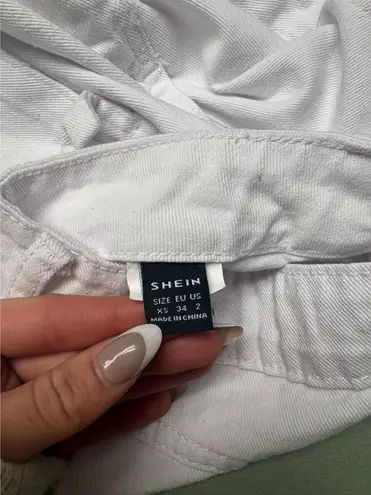 SHEIN
SIZE EU US
XS 34 2
MADE IN CHINA